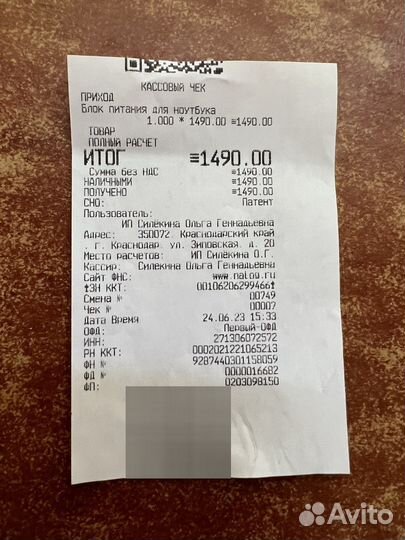 КАССОВЫЙ ЧЕК
ПРИХОД
Блок питания для ноутбука
1.000 * 1490.00 ≡1490.00
ТОВАР
ПОЛНЫЙ РАСЧЕТ
ИТОГ ≡1490.00
Сумма без НДС ≡1490.00
НАЛИЧНЫМИ ≡1490.00
ПОЛУЧЕНО ≡1490.00
СНО: Патент
Пользователь:
ИП Силёкина Ольга Геннадьевна
Адрес: 350072 Краснодарский край
, г. Краснодар, ул. Зиповская, д. 20
Место расчетов: ИП Силёкина О.Г.
Кассир: Силекина Ольга Геннадьевна
Сайт ФНС: www.nalog.ru
ЗН ККТ: 00106206299466
Смена № 00749
Чек № 00007
Дата Время 24.06.23 15:33
ОФД: Первый-ОФД
ИНН: 271306072572
РН ККТ: 0002021221065213
ФН № 9287440301158059
ФД № 0000016682
ФП: 0203098150
Avito